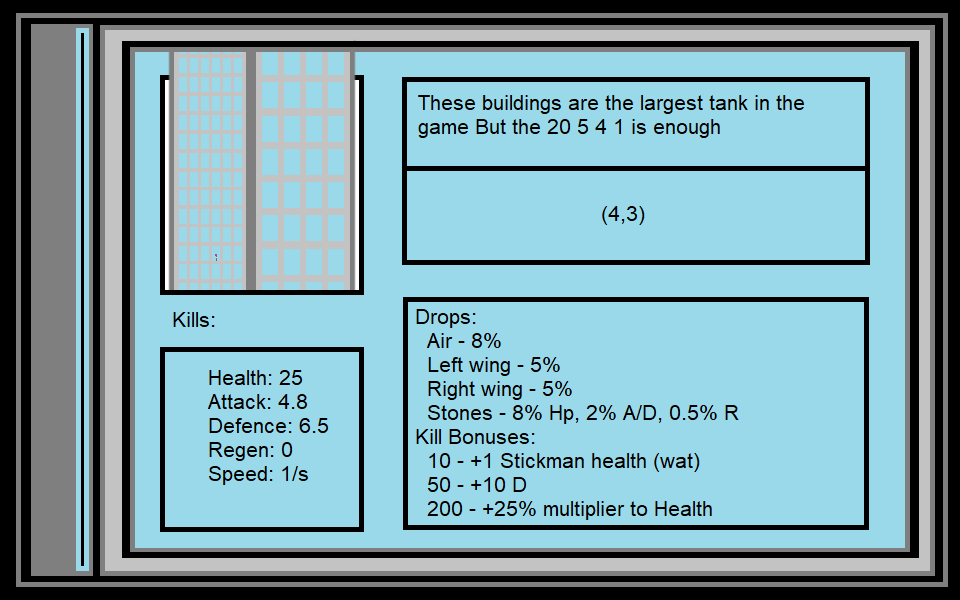 These buildings are the largest tank in the
game But the 20 5 4 1 is enough
(4,3)
Kills:
Health: 25
Attack: 4.8
Defence: 6.5
Regen: 0
Speed: 1/s
Drops:
Air - 8%
Left wing - 5%
Right wing - 5%
Stones - 8% Hp, 2% A/D, 0.5% R
Kill Bonuses:
10 - +1 Stickman health (wat)
50 - +10 D
200 - +25% multiplier to Health